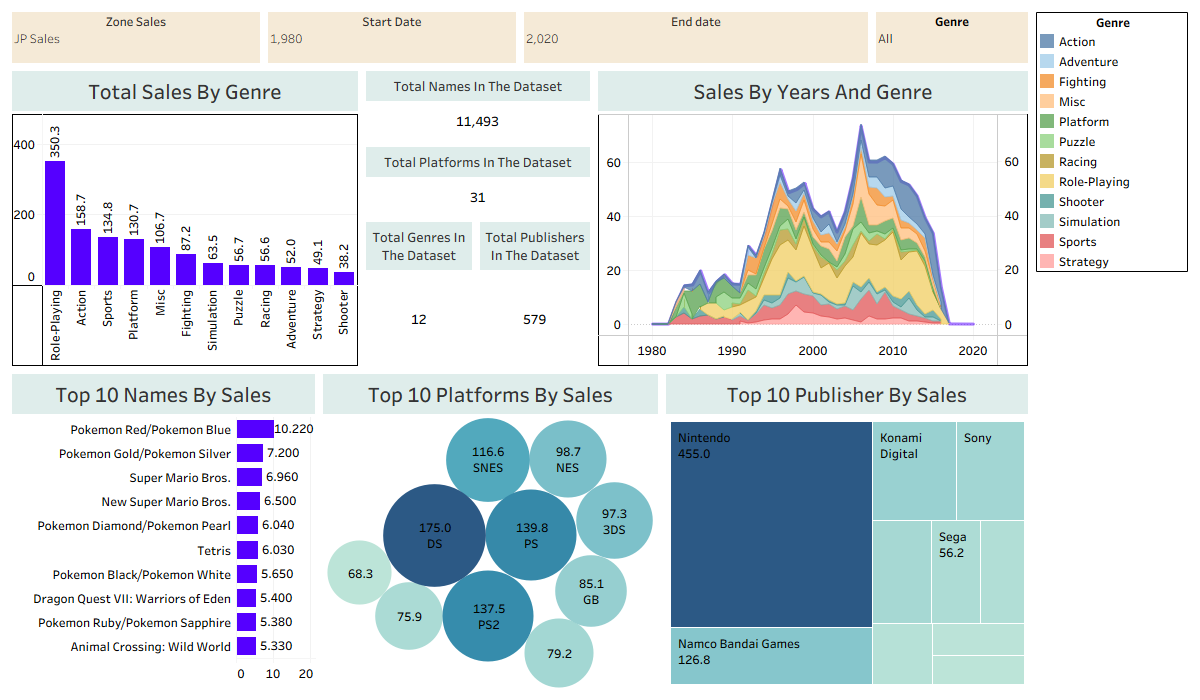 Zone Sales
JP Sales
Start Date
1,980
End date
2,020
Genre
All
Genre
Action
Adventure
Fighting
Misc
Platform
Puzzle
Racing
Role-Playing
Shooter
Simulation
Sports
Strategy
Total Sales By Genre
400
200
0
350.3
158.7
134.8
130.7
106.7
87.2
63.5
56.7
56.6
52.0
49.1
38.2
Role-Playing
Action
Sports
Platform
Misc
Fighting
Simulation
Puzzle
Racing
Adventure
Strategy
Shooter
Total Names In The Dataset
11,493
Total Platforms In The Dataset
31
Total Genres In
The Dataset
12
Total Publishers
In The Dataset
579
Sales By Years And Genre
60
40
20
0
60
40
20
0
1980
1990
2000
2010
2020
Top 10 Names By Sales
Pokemon Red/Pokemon Blue 10.220
Pokemon Gold/Pokemon Silver 7.200
Super Mario Bros. 6.960
New Super Mario Bros. 6.500
Pokemon Diamond/Pokemon Pearl 6.040
Tetris 6.030
Pokemon Black/Pokemon White 5.650
Dragon Quest VII: Warriors of Eden 5.400
Pokemon Ruby/Pokemon Sapphire 5.380
Animal Crossing: Wild World 5.330
0 10 20
Top 10 Platforms By Sales
116.6
SNES
98.7
NES
175.0
DS
139.8
PS
97.3
3DS
68.3
75.9
137.5
PS2
85.1
GB
79.2
Top 10 Publisher By Sales
Nintendo
455.0
Namco Bandai Games
126.8
Konami
Digital
Sony
Sega
56.2